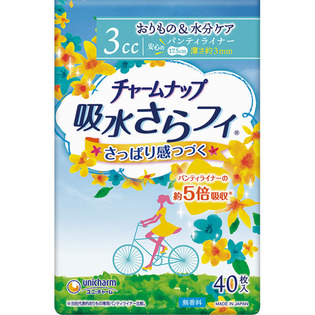 おりもの&水分ケア
3cc
安心の パンティライナー
17.5cm 薄さ約3mm
チャームナップ
吸水さらフィ®
さっぱり感つづく
パンティライナーの
約5倍吸収※
unicharm
ユニ・チャーム
無香料
40枚入
MADE IN JAPAN